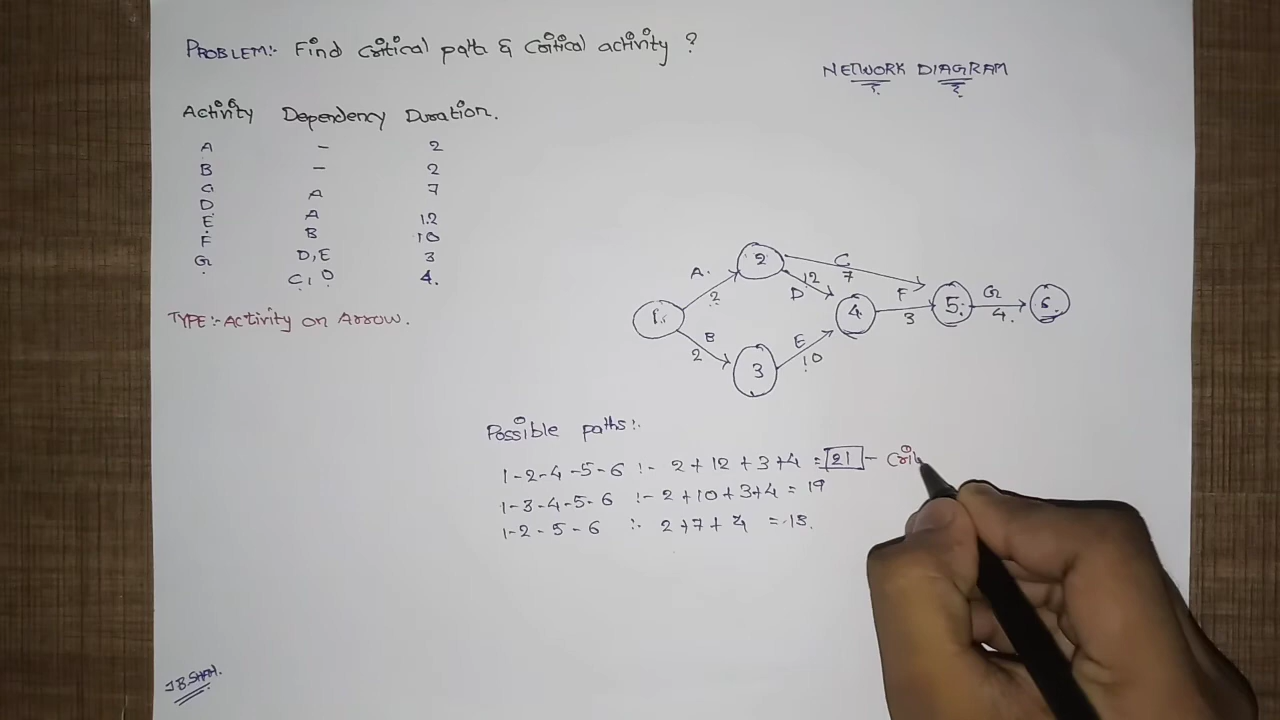 PROBLEM:- Find Critical path & Critical activity ?
NETWORK DIAGRAM
Activity Dependency Duration.
A - 2
B - 2
C A 7
D A 12
E B 10
F D,E 3
G C, 4.
TYPE:- Activity on Arrow.
A. 2
B 2
C 7
D 12
E 10
F 3
G 4.
1. 2 3 4. 5. 6.
Possible paths:-
1-2-4-5-6 :- 2+12+3+4 = 21 - Cri
1-3-4-5-6 :- 2+10+3+4 = 19
1-2-5-6 :- 2+7+4 = 13.
J B SHAH.